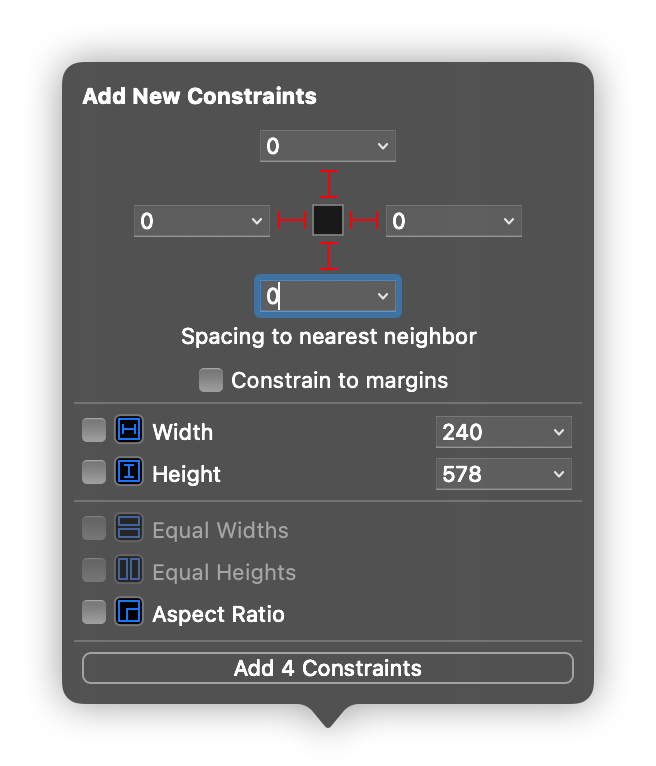 Add New Constraints
0
0
0
0
Spacing to nearest neighbor
Constrain to margins
Width 240
Height 578
Equal Widths
Equal Heights
Aspect Ratio
Add 4 Constraints